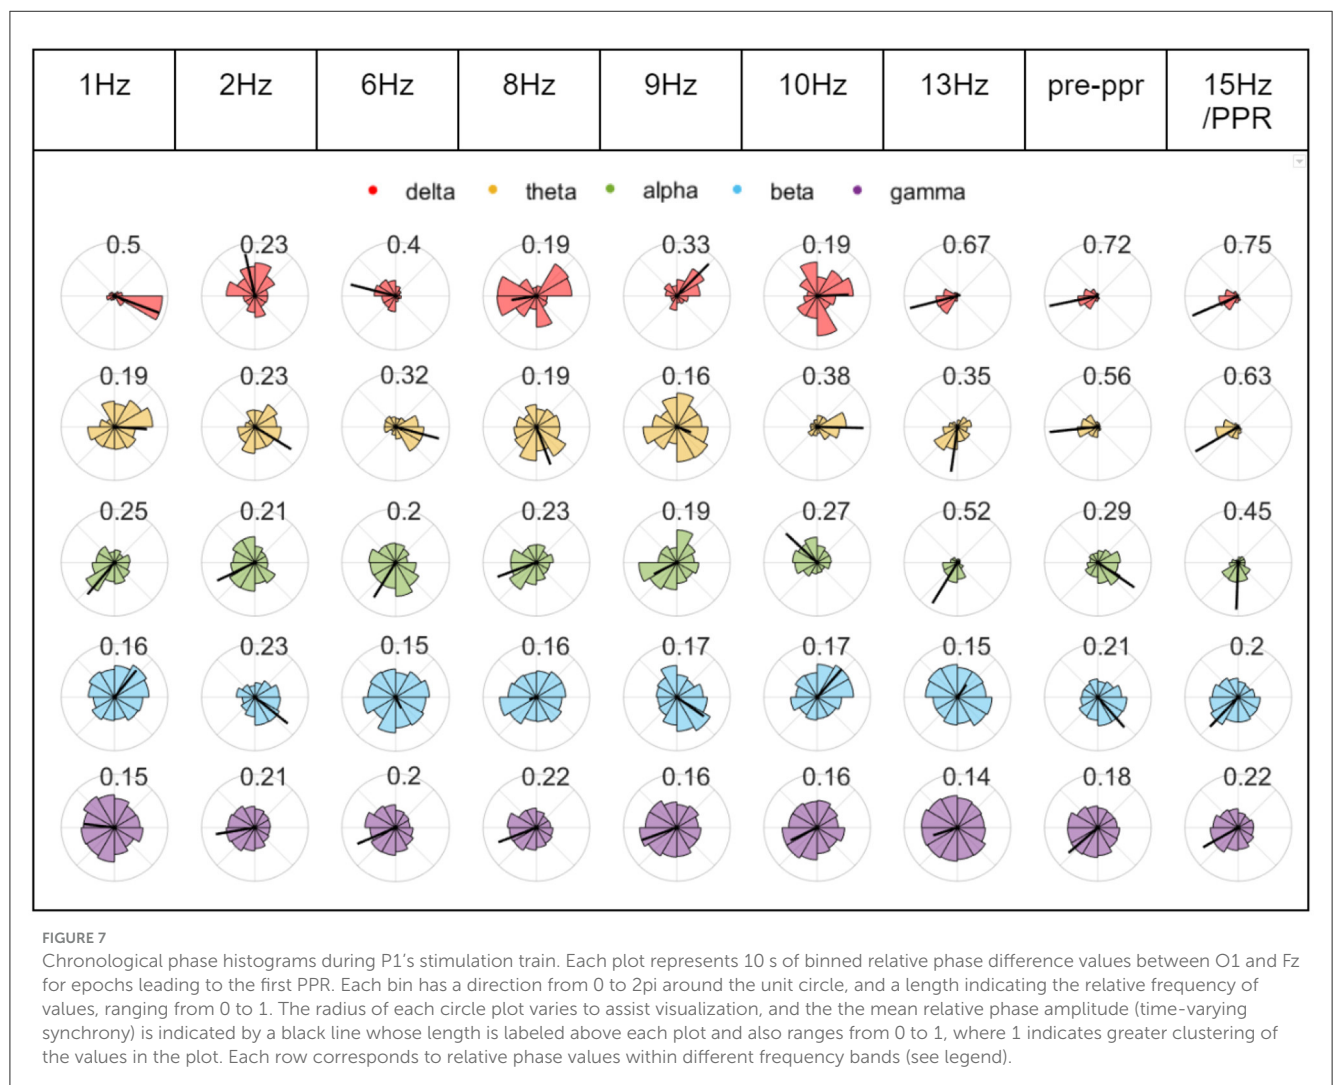 1Hz 2Hz 6Hz 8Hz 9Hz 10Hz 13Hz pre-ppr 15Hz
/PPR
delta theta alpha beta gamma
0.5 0.23 0.4 0.19 0.33 0.19 0.67 0.72 0.75
0.19 0.23 0.32 0.19 0.16 0.38 0.35 0.56 0.63
0.25 0.21 0.2 0.23 0.19 0.27 0.52 0.29 0.45
0.16 0.23 0.15 0.16 0.17 0.17 0.15 0.21 0.2
0.15 0.21 0.2 0.22 0.16 0.16 0.14 0.18 0.22
FIGURE 7
Chronological phase histograms during P1's stimulation train. Each plot represents 10 s of binned relative phase difference values between O1 and Fz
for epochs leading to the first PPR. Each bin has a direction from 0 to 2pi around the unit circle, and a length indicating the relative frequency of
values, ranging from 0 to 1. The radius of each circle plot varies to assist visualization, and the the mean relative phase amplitude (time-varying
synchrony) is indicated by a black line whose length is labeled above each plot and also ranges from 0 to 1, where 1 indicates greater clustering of
the values in the plot. Each row corresponds to relative phase values within different frequency bands (see legend).